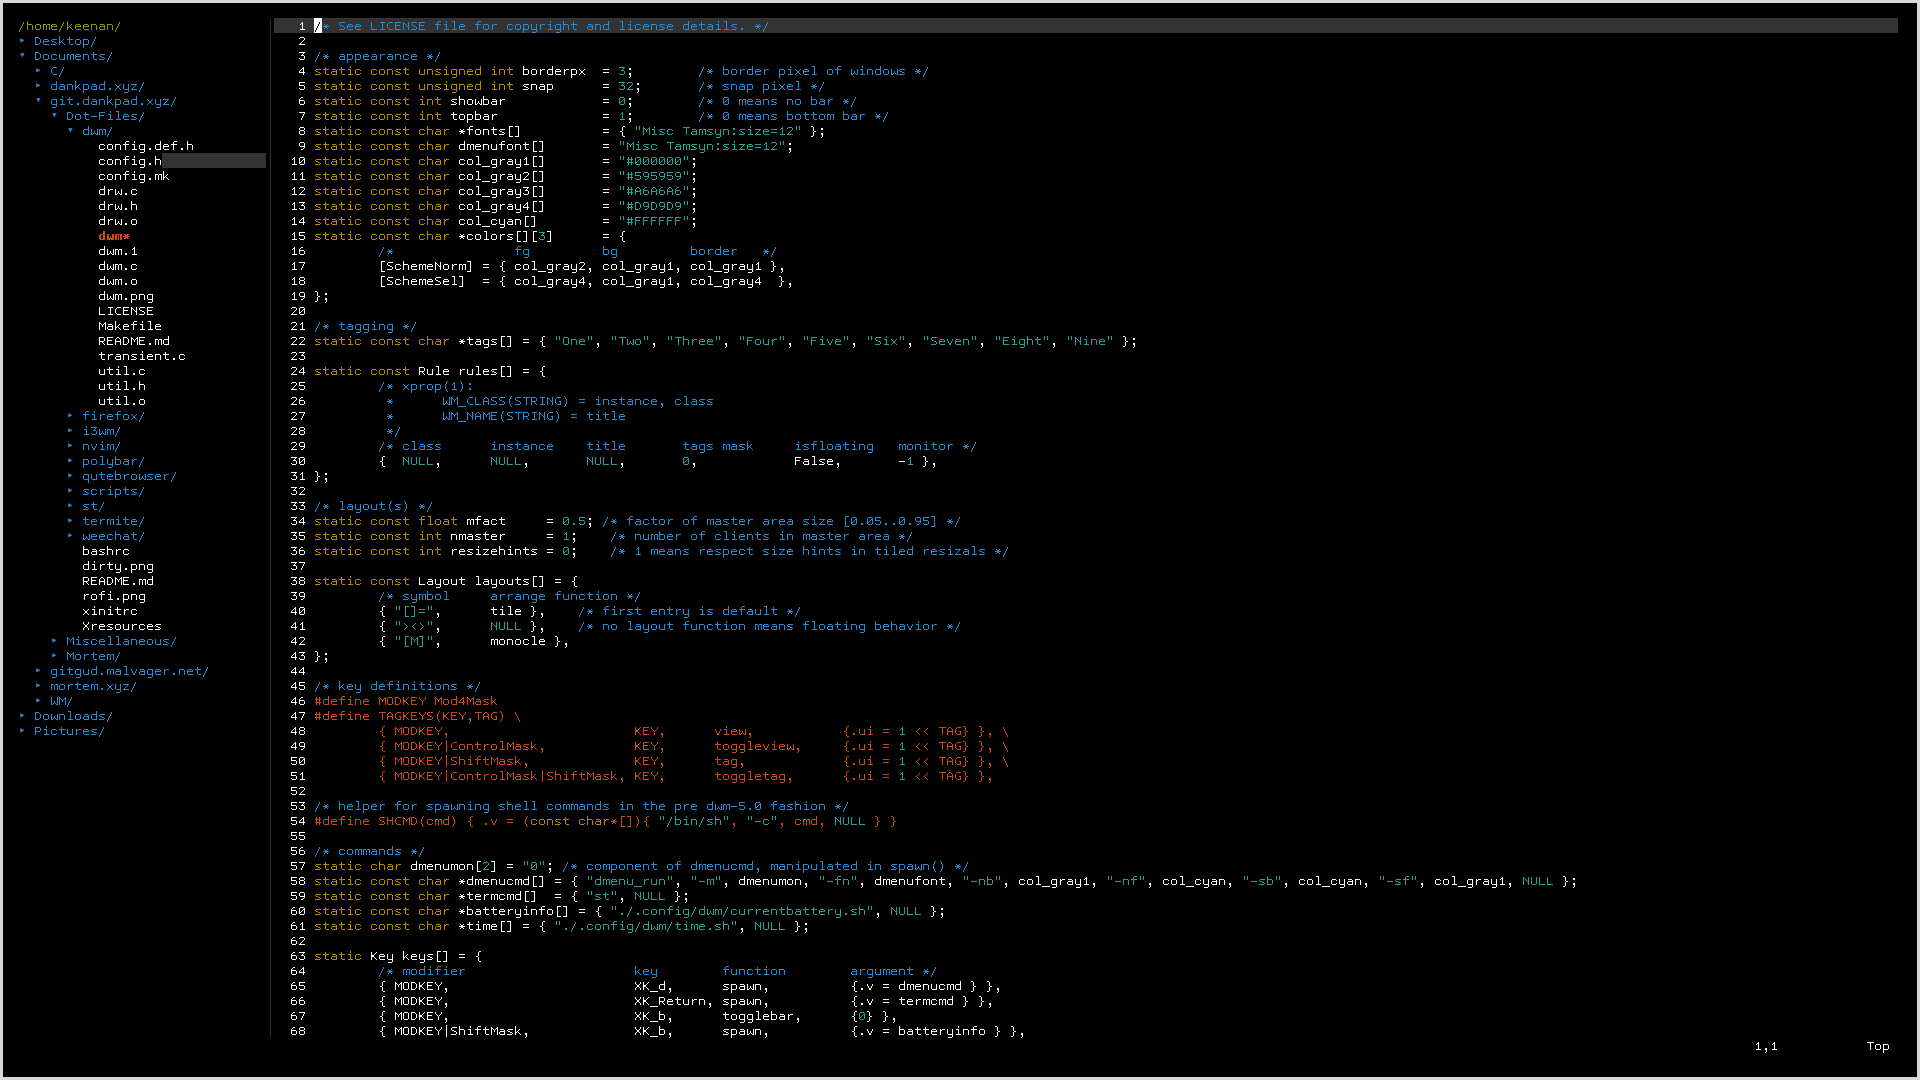 /home/keenan/
▸ Desktop/
▾ Documents/
▸ C/
▸ dankpad.xyz/
▾ git.dankpad.xyz/
▾ Dot-Files/
▾ dwm/
config.def.h
config.h
config.mk
drw.c
drw.h
drw.o
dwm*
dwm.1
dwm.c
dwm.o
dwm.png
LICENSE
Makefile
README.md
transient.c
util.c
util.h
util.o
▸ firefox/
▸ i3wm/
▸ nvim/
▸ polybar/
▸ qutebrowser/
▸ scripts/
▸ st/
▸ termite/
▸ weechat/
bashrc
dirty.png
README.md
rofi.png
xinitrc
Xresources
▸ Miscellaneous/
▸ Mortem/
▸ gitgud.malvager.net/
▸ mortem.xyz/
▸ WM/
▸ Downloads/
▸ Pictures/
1 /* See LICENSE file for copyright and license details. */
2
3 /* appearance */
4 static const unsigned int borderpx  = 3;        /* border pixel of windows */
5 static const unsigned int snap      = 32;       /* snap pixel */
6 static const int showbar            = 0;        /* 0 means no bar */
7 static const int topbar             = 1;        /* 0 means bottom bar */
8 static const char *fonts[]          = { "Misc Tamsyn:size=12" };
9 static const char dmenufont[]       = "Misc Tamsyn:size=12";
10 static const char col_gray1[]       = "#000000";
11 static const char col_gray2[]       = "#595959";
12 static const char col_gray3[]       = "#A6A6A6";
13 static const char col_gray4[]       = "#D9D9D9";
14 static const char col_cyan[]        = "#FFFFFF";
15 static const char *colors[][3]      = {
16         /*               fg         bg         border   */
17         [SchemeNorm] = { col_gray2, col_gray1, col_gray1 },
18         [SchemeSel]  = { col_gray4, col_gray1, col_gray4  },
19 };
20
21 /* tagging */
22 static const char *tags[] = { "One", "Two", "Three", "Four", "Five", "Six", "Seven", "Eight", "Nine" };
23
24 static const Rule rules[] = {
25         /* xprop(1):
26          *      WM_CLASS(STRING) = instance, class
27          *      WM_NAME(STRING) = title
28          */
29         /* class      instance    title       tags mask     isfloating   monitor */
30         {  NULL,      NULL,       NULL,       0,            False,       -1 },
31 };
32
33 /* layout(s) */
34 static const float mfact     = 0.5; /* factor of master area size [0.05..0.95] */
35 static const int nmaster     = 1;    /* number of clients in master area */
36 static const int resizehints = 0;    /* 1 means respect size hints in tiled resizals */
37
38 static const Layout layouts[] = {
39         /* symbol     arrange function */
40         { "[]=",      tile },    /* first entry is default */
41         { "><>",      NULL },    /* no layout function means floating behavior */
42         { "[M]",      monocle },
43 };
44
45 /* key definitions */
46 #define MODKEY Mod4Mask
47 #define TAGKEYS(KEY,TAG) \
48         { MODKEY,                       KEY,      view,           {.ui = 1 << TAG} }, \
49         { MODKEY|ControlMask,           KEY,      toggleview,     {.ui = 1 << TAG} }, \
50         { MODKEY|ShiftMask,             KEY,      tag,            {.ui = 1 << TAG} }, \
51         { MODKEY|ControlMask|ShiftMask, KEY,      toggletag,      {.ui = 1 << TAG} },
52
53 /* helper for spawning shell commands in the pre dwm-5.0 fashion */
54 #define SHCMD(cmd) { .v = (const char*[]){ "/bin/sh", "-c", cmd, NULL } }
55
56 /* commands */
57 static char dmenumon[2] = "0"; /* component of dmenucmd, manipulated in spawn() */
58 static const char *dmenucmd[] = { "dmenu_run", "-m", dmenumon, "-fn", dmenufont, "-nb", col_gray1, "-nf", col_cyan, "-sb", col_cyan, "-sf", col_gray1, NULL };
59 static const char *termcmd[]  = { "st", NULL };
60 static const char *batteryinfo[] = { "./.config/dwm/currentbattery.sh", NULL };
61 static const char *time[] = { "./.config/dwm/time.sh", NULL };
62
63 static Key keys[] = {
64         /* modifier                     key        function        argument */
65         { MODKEY,                       XK_d,      spawn,          {.v = dmenucmd } },
66         { MODKEY,                       XK_Return, spawn,          {.v = termcmd } },
67         { MODKEY,                       XK_b,      togglebar,      {0} },
68         { MODKEY|ShiftMask,             XK_b,      spawn,          {.v = batteryinfo } },
1,1           Top